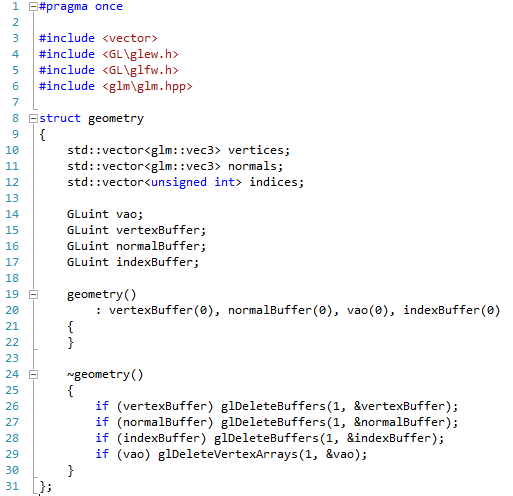 1 #pragma once
2
3 #include <vector>
4 #include <GL\glew.h>
5 #include <GL\glfw.h>
6 #include <glm\glm.hpp>
7
8 struct geometry
9 {
10     std::vector<glm::vec3> vertices;
11     std::vector<glm::vec3> normals;
12     std::vector<unsigned int> indices;
13
14     GLuint vao;
15     GLuint vertexBuffer;
16     GLuint normalBuffer;
17     GLuint indexBuffer;
18
19     geometry()
20         : vertexBuffer(0), normalBuffer(0), vao(0), indexBuffer(0)
21     {
22     }
23
24     ~geometry()
25     {
26         if (vertexBuffer) glDeleteBuffers(1, &vertexBuffer);
27         if (normalBuffer) glDeleteBuffers(1, &normalBuffer);
28         if (indexBuffer) glDeleteBuffers(1, &indexBuffer);
29         if (vao) glDeleteVertexArrays(1, &vao);
30     }
31 };